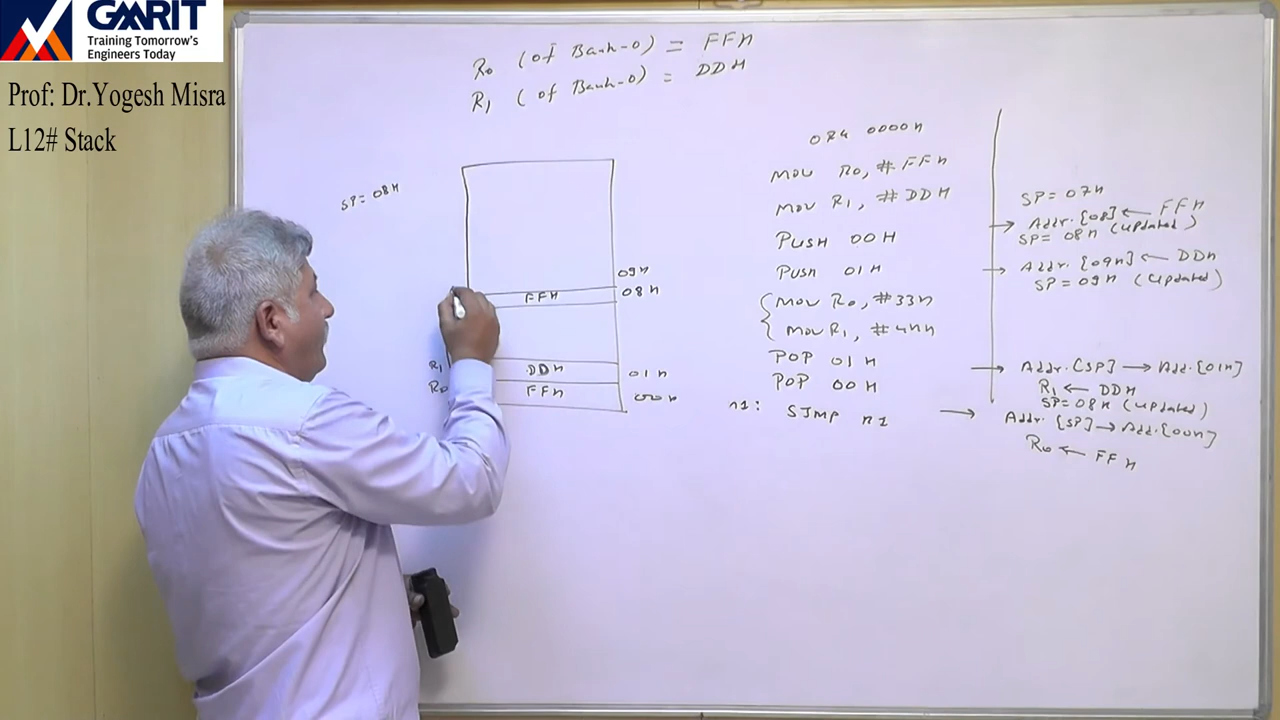 GMRIT
Training Tomorrow's
Engineers Today
Prof: Dr.Yogesh Misra
L12# Stack
R0 (of Bank-0) = FFH
R1 (of Bank-0) = DDH
SP= 08H
09H
FFH 08H
R1 DDH 01H
R0 FFH 00H
ORG 0000H
MOV R0, #FFH
MOV R1, #DDH
PUSH 00H
PUSH 01H
MOV R0, #33H
MOV R1, #44H
POP 01H
POP 00H
H1: SJMP H1
SP= 07H
→ Addr.[08] ← FFH
SP= 08H (updated)
→ Addr.[09H] ← DDH
SP= 09H (updated)
→ Addr.[SP] → Add.[01H]
R1 ← DDH
SP= 08H (updated)
→ Addr.[SP] → Add.[00H]
R0 ← FFH